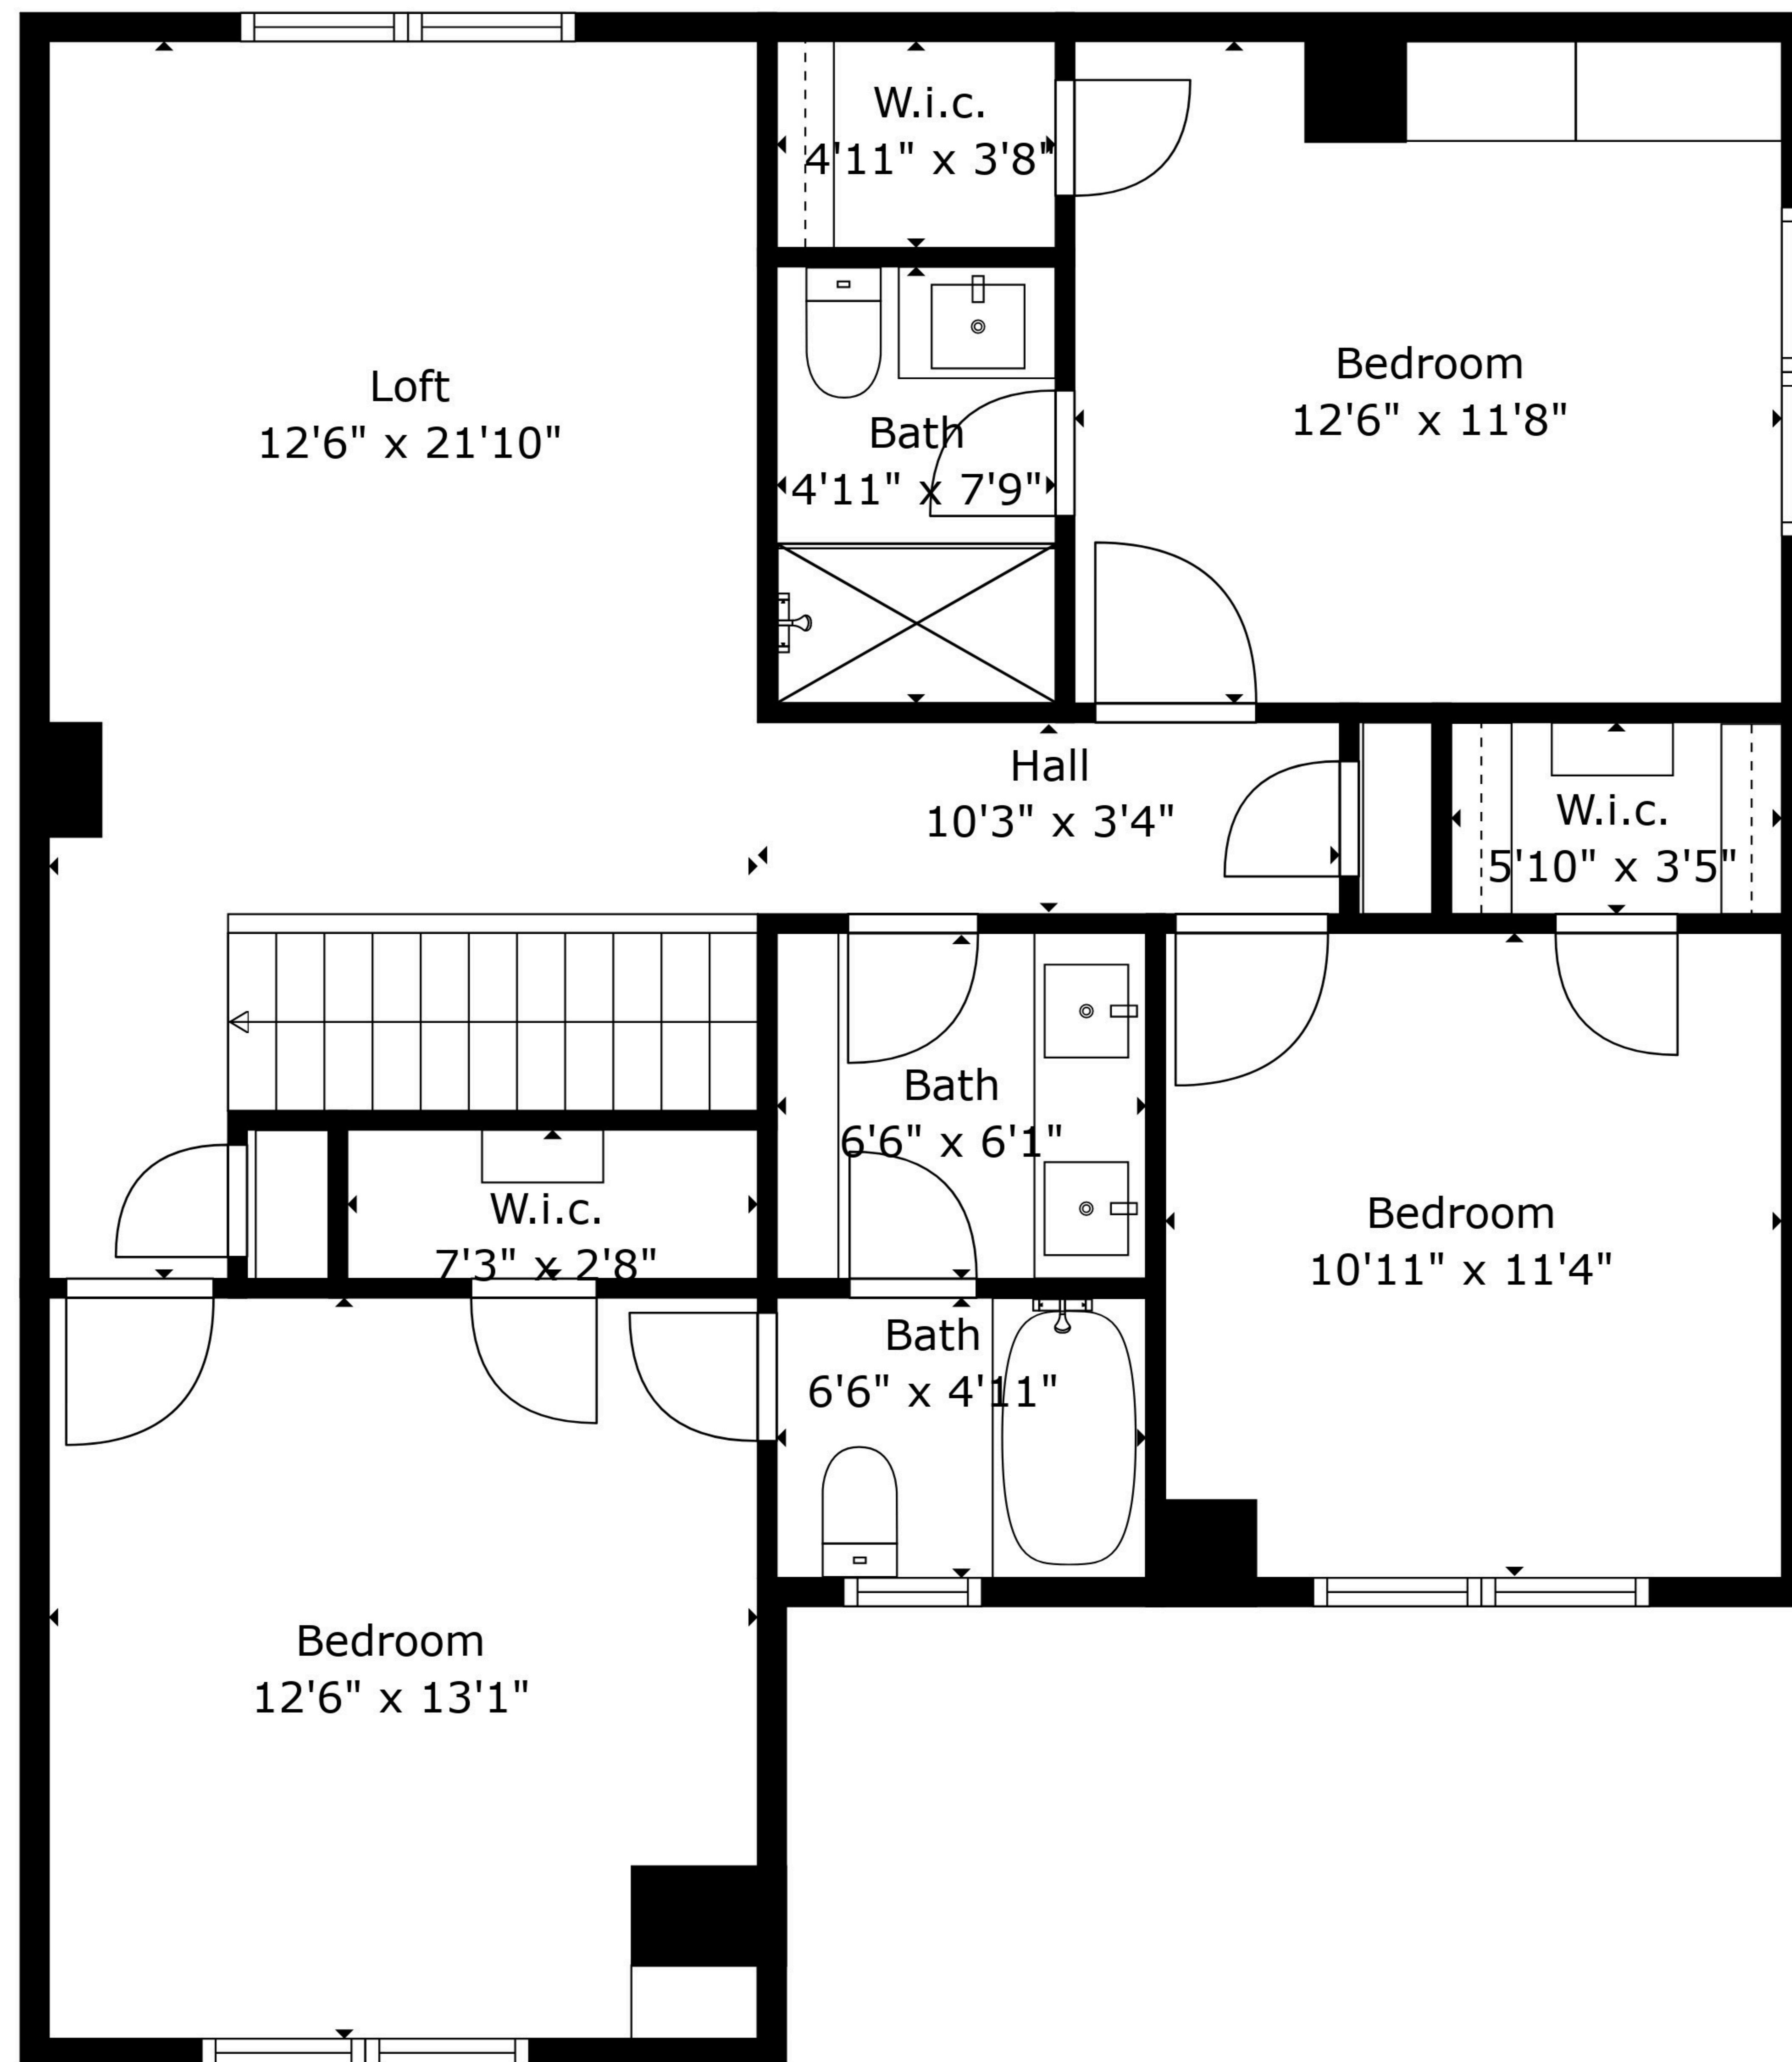 W.i.c.
4'11" x 3'8"
Loft
12'6" x 21'10"
Bedroom
12'6" x 11'8"
Bath
4'11" x 7'9"
Hall
10'3" x 3'4"
W.i.c.
5'10" x 3'5"
Bath
6'6" x 6'1"
W.i.c.
7'3" x 2'8"
Bedroom
10'11" x 11'4"
Bath
6'6" x 4'11"
Bedroom
12'6" x 13'1"